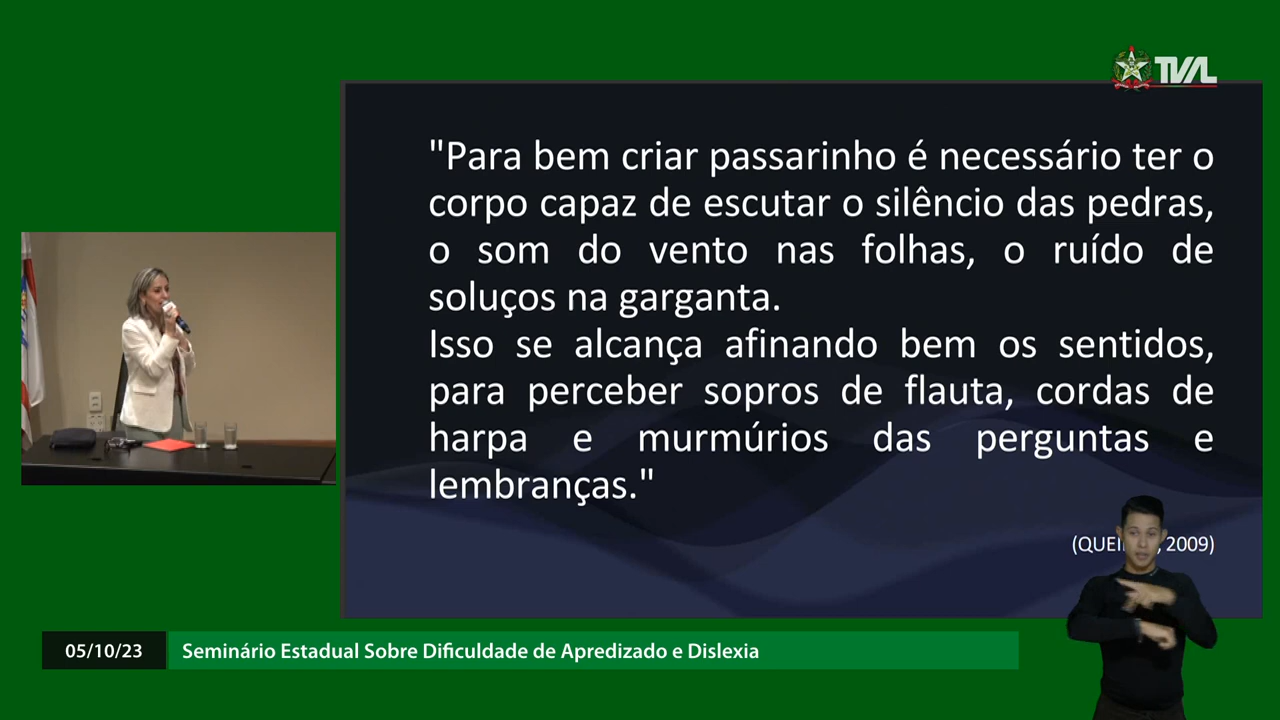 TVAL
"Para bem criar passarinho é necessário ter o
corpo capaz de escutar o silêncio das pedras,
o som do vento nas folhas, o ruído de
soluços na garganta.
Isso se alcança afinando bem os sentidos,
para perceber sopros de flauta, cordas de
harpa e murmúrios das perguntas e
lembranças."
2009)
05/10/23
Seminário Estadual Sobre Dificuldade de Apredizado e Dislexia